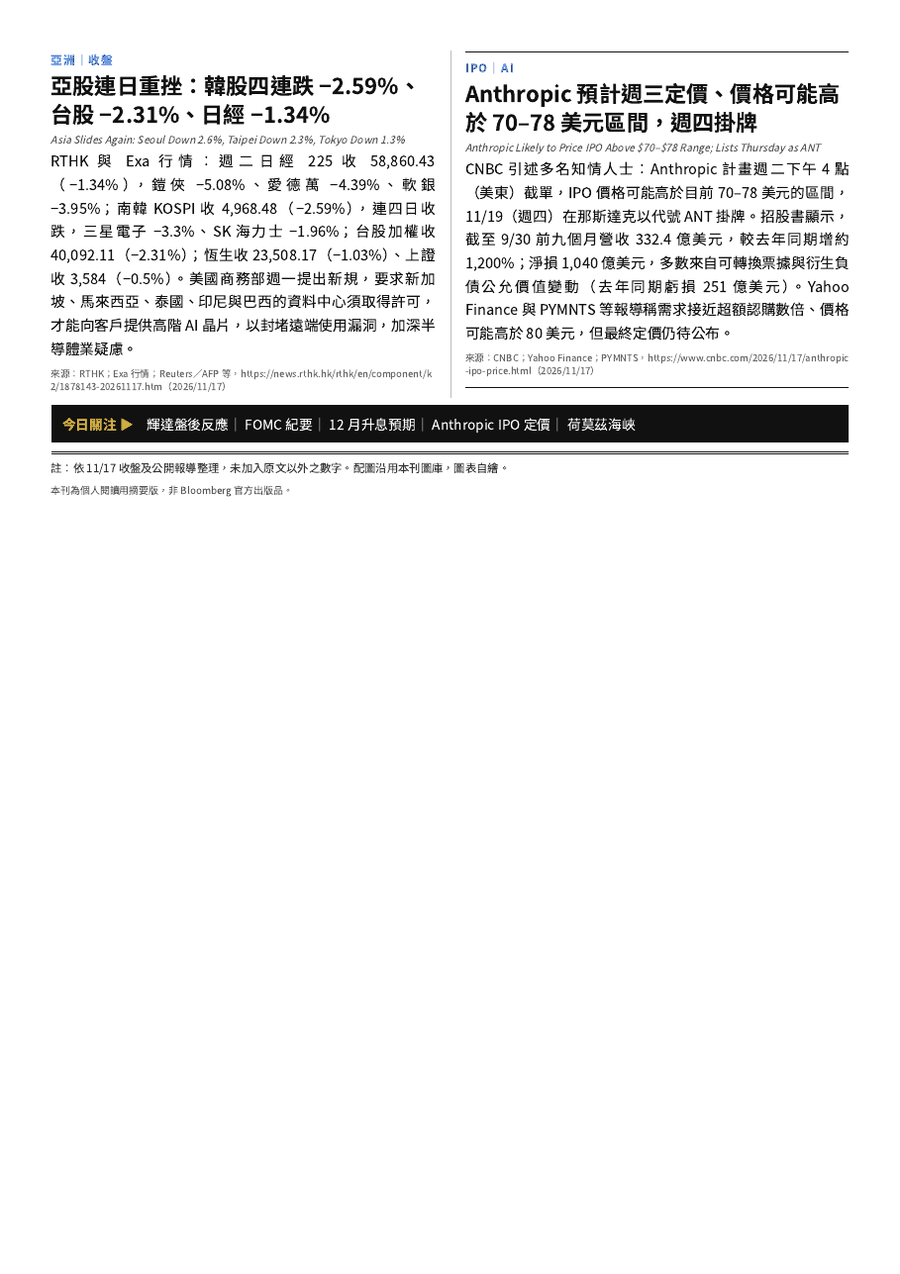 亞洲｜收盤
亞股連日重挫：韓股四連跌 −2.59%、
台股 −2.31%、日經 −1.34%
Asia Slides Again: Seoul Down 2.6%, Taipei Down 2.3%, Tokyo Down 1.3%
RTHK 與 Exa 行情：週二日經 225 收 58,860.43
（−1.34%），鎧俠 −5.08%、愛德萬 −4.39%、軟銀
−3.95%；南韓 KOSPI 收 4,968.48（−2.59%），連四日收
跌，三星電子 −3.3%、SK 海力士 −1.96%；台股加權收
40,092.11（−2.31%）；恆生收 23,508.17（−1.03%）、上證
收 3,584（−0.5%）。美國商務部週一提出新規，要求新加
坡、馬來西亞、泰國、印尼與巴西的資料中心須取得許可，
才能向客戶提供高階 AI 晶片，以封堵遠端使用漏洞，加深半
導體業疑慮。
來源：RTHK；Exa 行情；Reuters／AFP 等，https://news.rthk.hk/rthk/en/component/k
2/1878143-20261117.htm（2026/11/17）
IPO｜AI
Anthropic 預計週三定價、價格可能高
於 70–78 美元區間，週四掛牌
Anthropic Likely to Price IPO Above $70–$78 Range; Lists Thursday as ANT
CNBC 引述多名知情人士：Anthropic 計畫週二下午 4 點
（美東）截單，IPO 價格可能高於目前 70–78 美元的區間，
11/19（週四）在那斯達克以代號 ANT 掛牌。招股書顯示，
截至 9/30 前九個月營收 332.4 億美元，較去年同期增約
1,200%；淨損 1,040 億美元，多數來自可轉換票據與衍生負
債公允價值變動（去年同期虧損 251 億美元）。Yahoo
Finance 與 PYMNTS 等報導稱需求接近超額認購數倍、價格
可能高於 80 美元，但最終定價仍待公布。
來源：CNBC；Yahoo Finance；PYMNTS，https://www.cnbc.com/2026/11/17/anthropic
-ipo-price.html（2026/11/17）
今日關注 ▶ 輝達盤後反應｜FOMC 紀要｜12 月升息預期｜Anthropic IPO 定價｜荷莫茲海峽
註：依 11/17 收盤及公開報導整理，未加入原文以外之數字。配圖沿用本刊圖庫，圖表自繪。
本刊為個人閱讀用摘要版，非 Bloomberg 官方出版品。